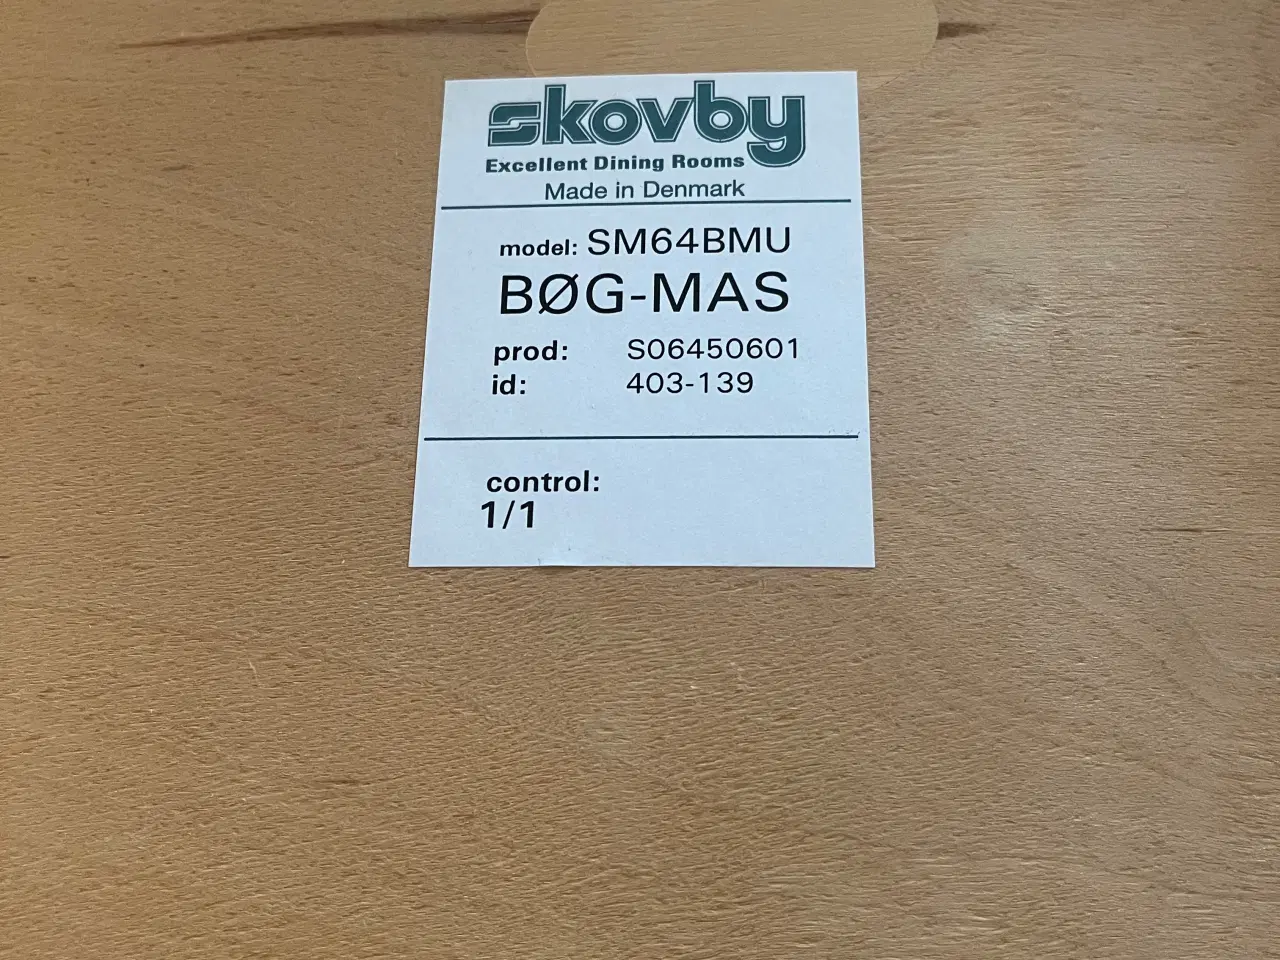 skovby
Excellent Dining Rooms
Made in Denmark
model: SM64BMU
BØG-MAS
prod: S06450601
id: 403-139
control:
1/1